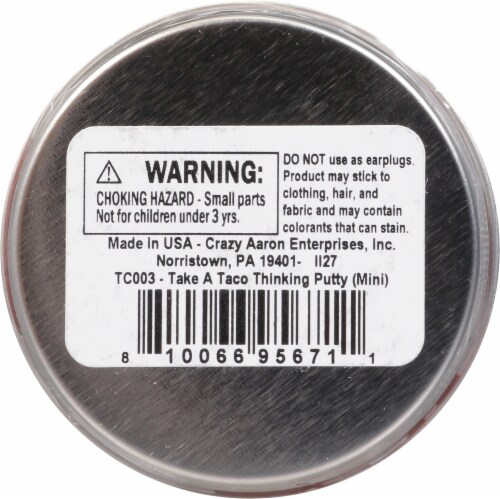 ⚠ WARNING:
CHOKING HAZARD - Small parts
Not for children under 3 yrs.
DO NOT use as earplugs.
Product may stick to
clothing, hair, and
fabric and may contain
colorants that can stain.
Made in USA - Crazy Aaron Enterprises, Inc.
Norristown, PA 19401- II27
TC003 - Take A Taco Thinking Putty (Mini)
8 10066 95671 1